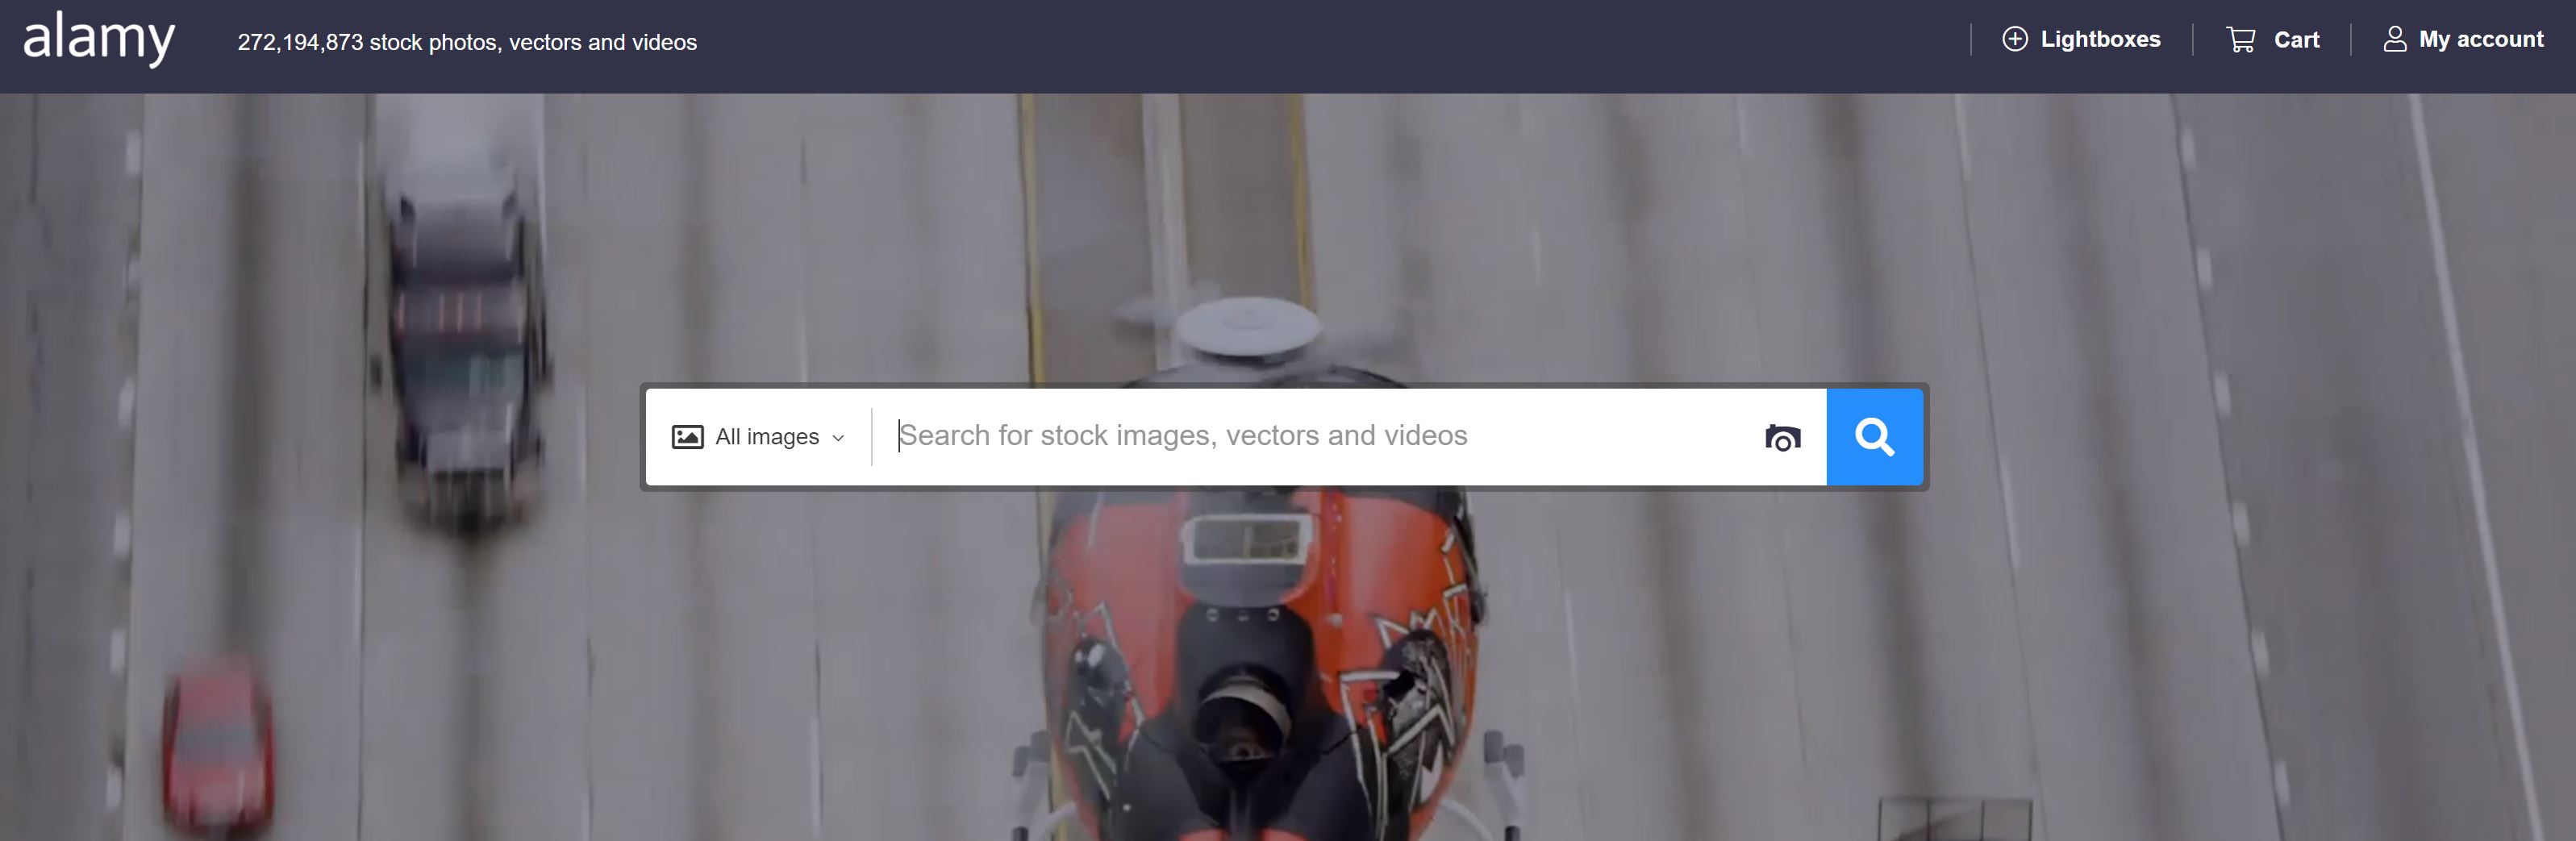 alamy
272,194,873 stock photos, vectors and videos
Lightboxes
Cart
My account
All images
Search for stock images, vectors and videos